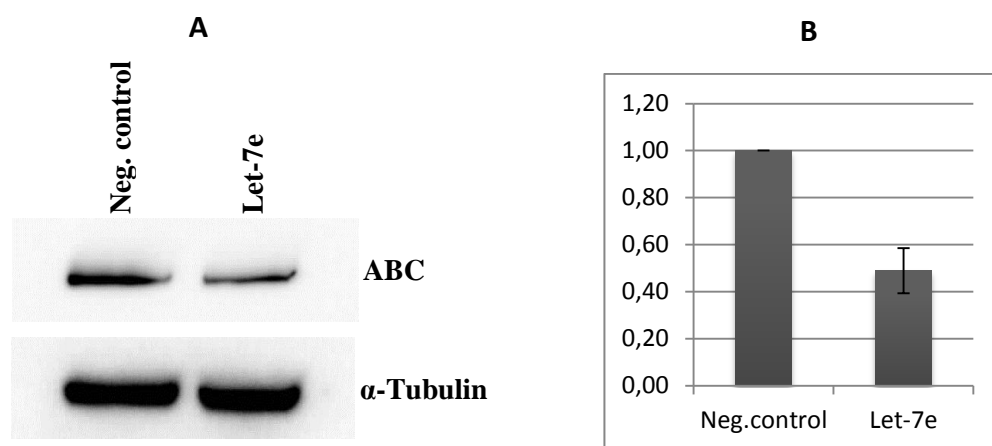 A
Neg. control
Let-7e
ABC
α-Tubulin
B
1,20
1,00
0,80
0,60
0,40
0,20
0,00
Neg.control
Let-7e